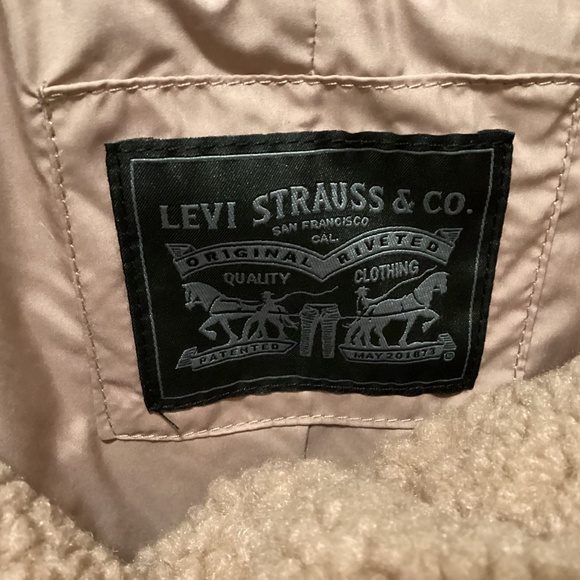 LEVI STRAUSS & CO.
SAN FRANCISCO
CAL.
ORIGINAL RIVETED
QUALITY CLOTHING
PATENTED MAY 20 1873